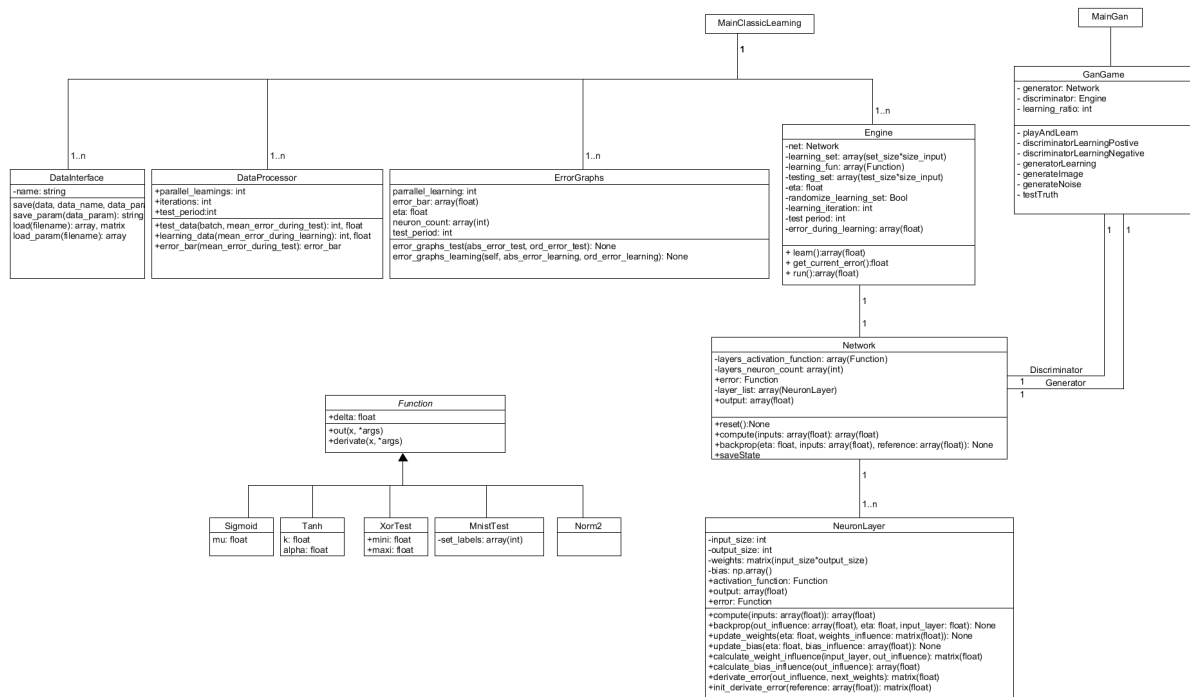 MainClassicLearning
1
MainGan
GanGame
- generator: Network
- discriminator: Engine
- learning_ratio: int
- playAndLearn
- discriminatorLearningPostive
- discriminatorLearningNegative
- generatorLearning
- generateImage
- generateNoise
- testTruth
1..n
1..n
1..n
1..n
DataInterface
-name: string
save(data, data_name, data_par
save_param(data_param): string
load(filename): array, matrix
load_param(filename): array
DataProcessor
+parallel_learnings: int
+iterations: int
+test_period:int
+test_data(batch, mean_error_during_test): int, float
+learning_data(mean_error_during_learning): int, float
+error_bar(mean_error_during_test): error_bar
ErrorGraphs
parrallel_learning: int
error_bar: array(float)
eta: float
neuron_count: array(int)
test_period: int
error_graphs_test(abs_error_test, ord_error_test): None
error_graphs_learning(self, abs_error_learning, ord_error_learning): None
Engine
-net: Network
-learning_set: array(set_size*size_input)
-learning_fun: array(Function)
-testing_set: array(test_size*size_input)
-eta: float
-randomize_learning_set: Bool
-learning_iteration: int
-test period: int
-error_during_learning: array(float)
+ learn():array(float)
+ get_current_error():float
+ run():array(float)
1
1
1
1
Network
-layers_activation_function: array(Function)
-layers_neuron_count: array(int)
+error: Function
-layer_list: array(NeuronLayer)
+output: array(float)
+reset():None
+compute(inputs: array(float): array(float)
+backprop(eta: float, inputs: array(float), reference: array(float)): None
+saveState
Discriminator
1
Generator
1
1
1..n
Function
+delta: float
+out(x, *args)
+derivate(x, *args)
Sigmoid
mu: float
Tanh
k: float
alpha: float
XorTest
+mini: float
+maxi: float
MnistTest
-set_labels: array(int)
Norm2
NeuronLayer
-input_size: int
-output_size: int
-weights: matrix(input_size*output_size)
-bias: np.array()
+activation_function: Function
+output: array(float)
+error: Function
+compute(inputs: array(float)): array(float)
+backprop(out_influence: array(float), eta: float, input_layer: float): None
+update_weights(eta: float, weights_influence: matrix(float)): None
+update_bias(eta: float, bias_influence: array(float)): None
+calculate_weight_influence(input_layer, out_influence): matrix(float)
+calculate_bias_influence(out_influence): array(float)
+derivate_error(out_influence, next_weights): matrix(float)
+init_derivate_error(reference: array(float)): matrix(float)